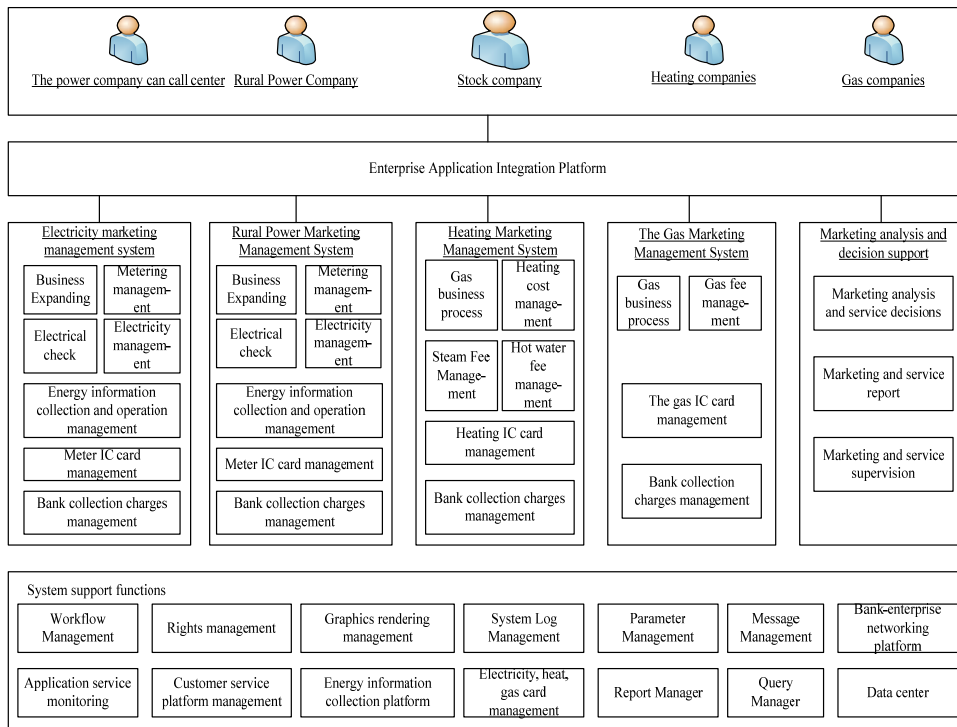 The power company can call center
Rural Power Company
Stock company
Heating companies
Gas companies
Enterprise Application Integration Platform
Electricity marketing
management system
Business
Expanding
Metering
managem-
ent
Electrical
check
Electricity
managem-
ent
Energy information
collection and operation
management
Meter IC card management
Bank collection charges
management
Rural Power Marketing
Management System
Business
Expanding
Metering
managem-
ent
Electrical
check
Electricity
managem-
ent
Energy information
collection and operation
management
Meter IC card management
Bank collection charges
management
Heating Marketing
Management System
Gas
business
process
Heating
cost
manage-
ment
Steam Fee
Manage-
ment
Hot water
fee
manage-
ment
Heating IC card
management
Bank collection charges
management
The Gas Marketing
Management System
Gas
business
process
Gas fee
manage-
ment
The gas IC card
management
Bank collection
charges management
Marketing analysis and
decision support
Marketing analysis
and service decisions
Marketing and service
report
Marketing and service
supervision
System support functions
Workflow
Management
Rights management
Graphics rendering
management
System Log
Management
Parameter
Management
Message
Management
Bank-enterprise
networking
platform
Application service
monitoring
Customer service
platform management
Energy information
collection platform
Electricity, heat,
gas card
management
Report Manager
Query
Manager
Data center